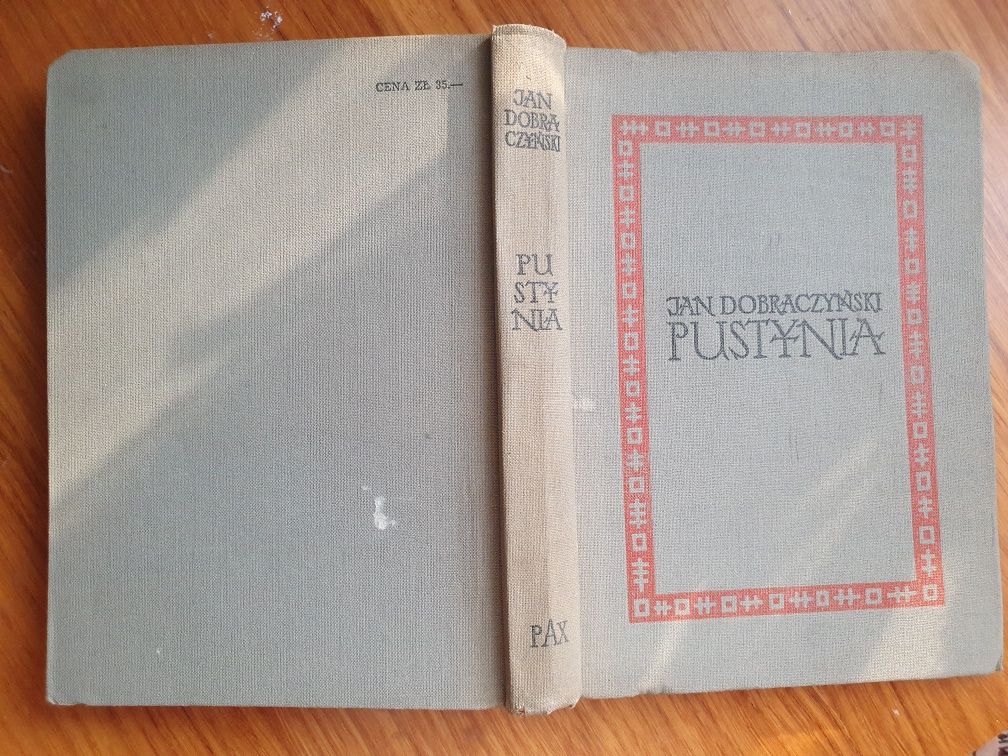 CENA ZŁ 35.—
JAN
DOBRA
CZYŃSKI
PU
STY
NIA
PAX
JAN DOBRACZYŃSKI
PUSTYNIA